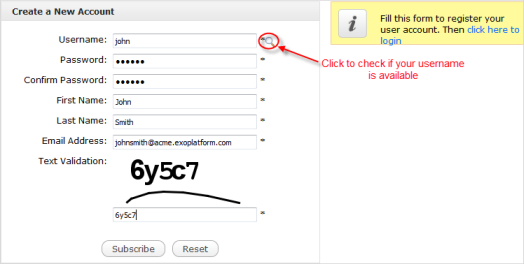 Create a New Account
Username: john *
Password: •••••• *
Confirm Password: •••••• *
First Name: John *
Last Name: Smith *
Email Address: johnsmith@acme.exoplatform.com *
Text Validation: 6y5c7
6y5c7 *
Subscribe Reset
Fill this form to register your
user account. Then click here to
login
Click to check if your username
is available